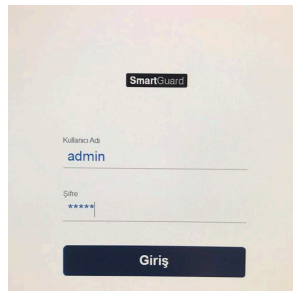 SmartGuard
Kullanıcı Adı
admin
Şifre
*****
Giriş